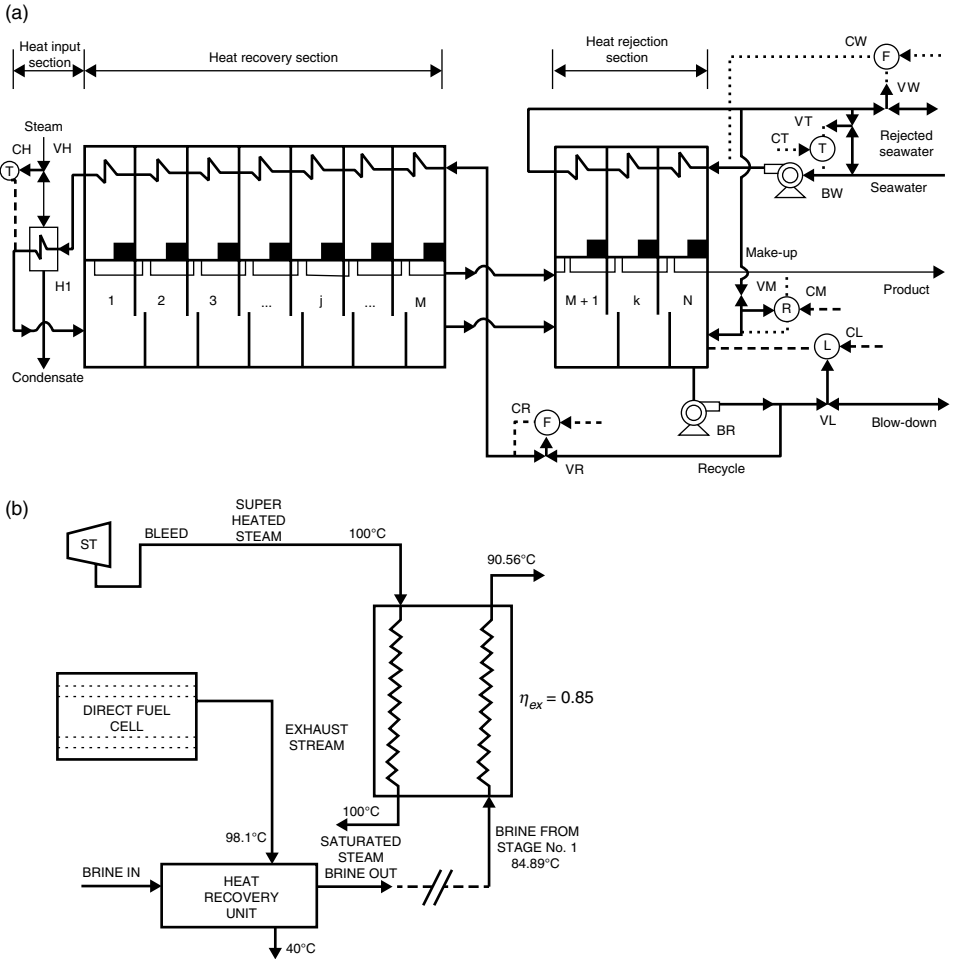 (a)
Heat input
section
Heat recovery section
Heat rejection
section
CW
F
VW
Steam
CH
VH
T
VT
CT
T
Rejected
seawater
BW
Seawater
H1
Make-up
1
2
3
...
j
...
M
M + 1
k
N
VM
CM
R
Product
Condensate
CL
L
CR
F
BR
VL
Blow-down
VR
Recycle
(b)
ST
BLEED
SUPER
HEATED
STEAM
100°C
90.56°C
DIRECT FUEL
CELL
EXHAUST
STREAM
ηex = 0.85
98.1°C
100°C
SATURATED
STEAM
BRINE OUT
BRINE FROM
STAGE No. 1
84.89°C
BRINE IN
HEAT
RECOVERY
UNIT
40°C